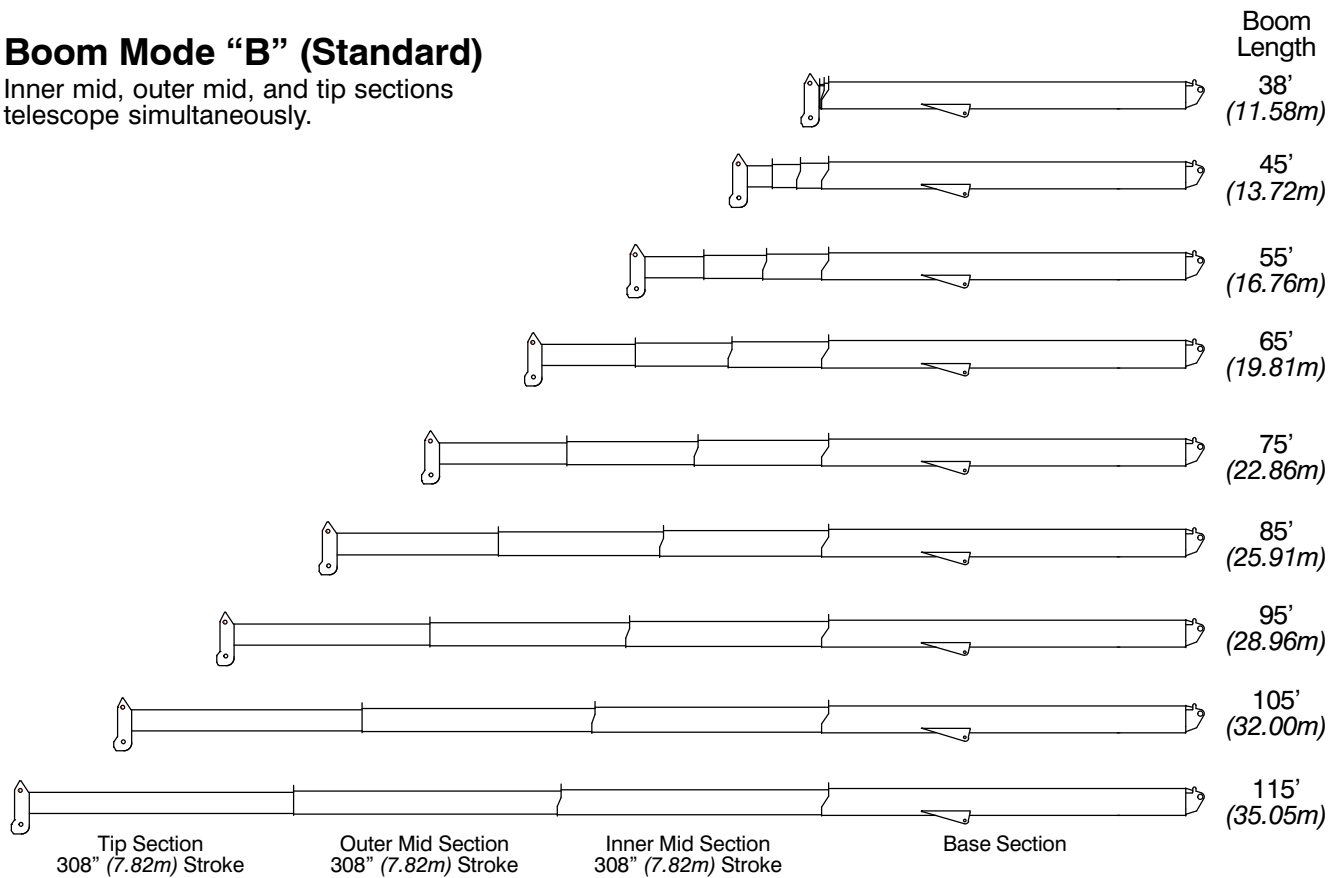 Boom Mode “B” (Standard)
Inner mid, outer mid, and tip sections
telescope simultaneously.
Boom
Length
38’
(11.58m)
45’
(13.72m)
55’
(16.76m)
65’
(19.81m)
75’
(22.86m)
85’
(25.91m)
95’
(28.96m)
105’
(32.00m)
115’
(35.05m)
Tip Section
308” (7.82m) Stroke
Outer Mid Section
308” (7.82m) Stroke
Inner Mid Section
308” (7.82m) Stroke
Base Section